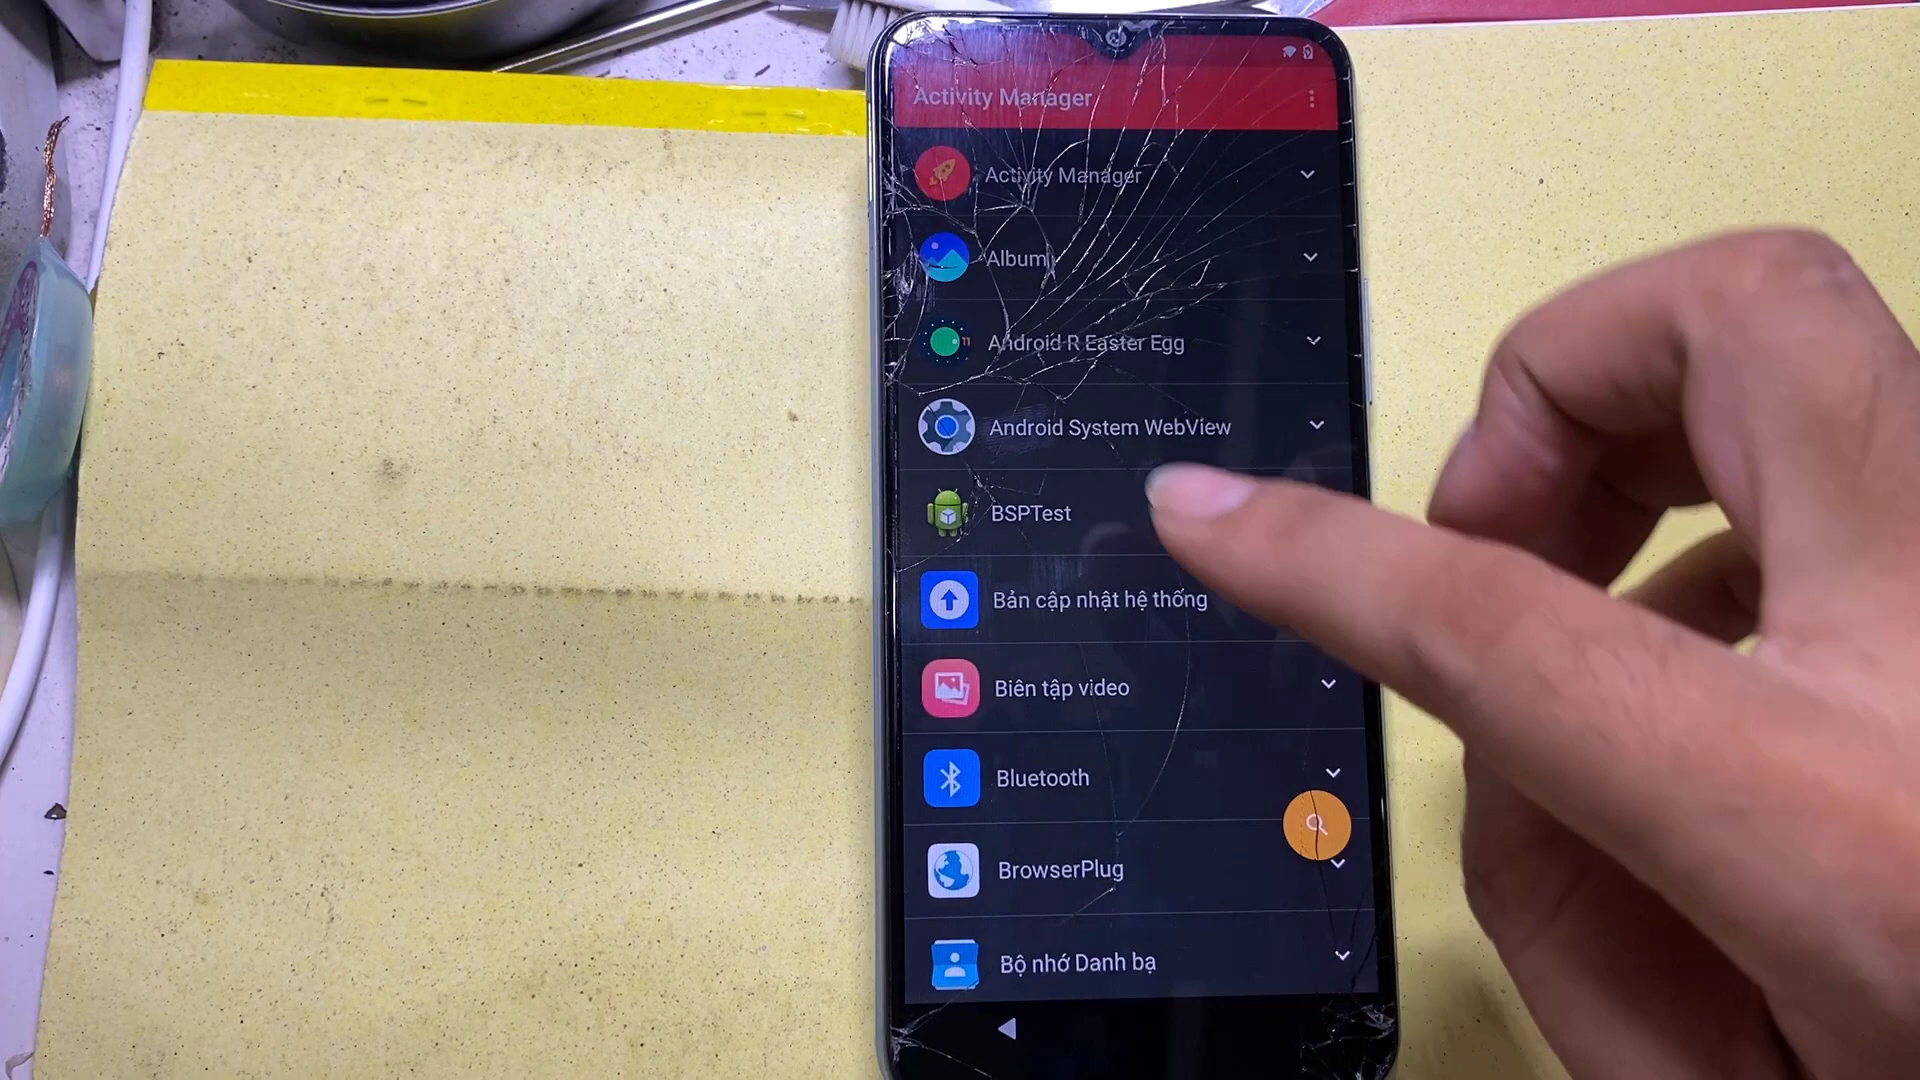 Activity Manager
Activity Manager
Album
Android R Easter Egg
11
Android System WebView
BSPTest
Bản cập nhật hệ thống
Biên tập video
Bluetooth
BrowserPlug
Bộ nhớ Danh bạ